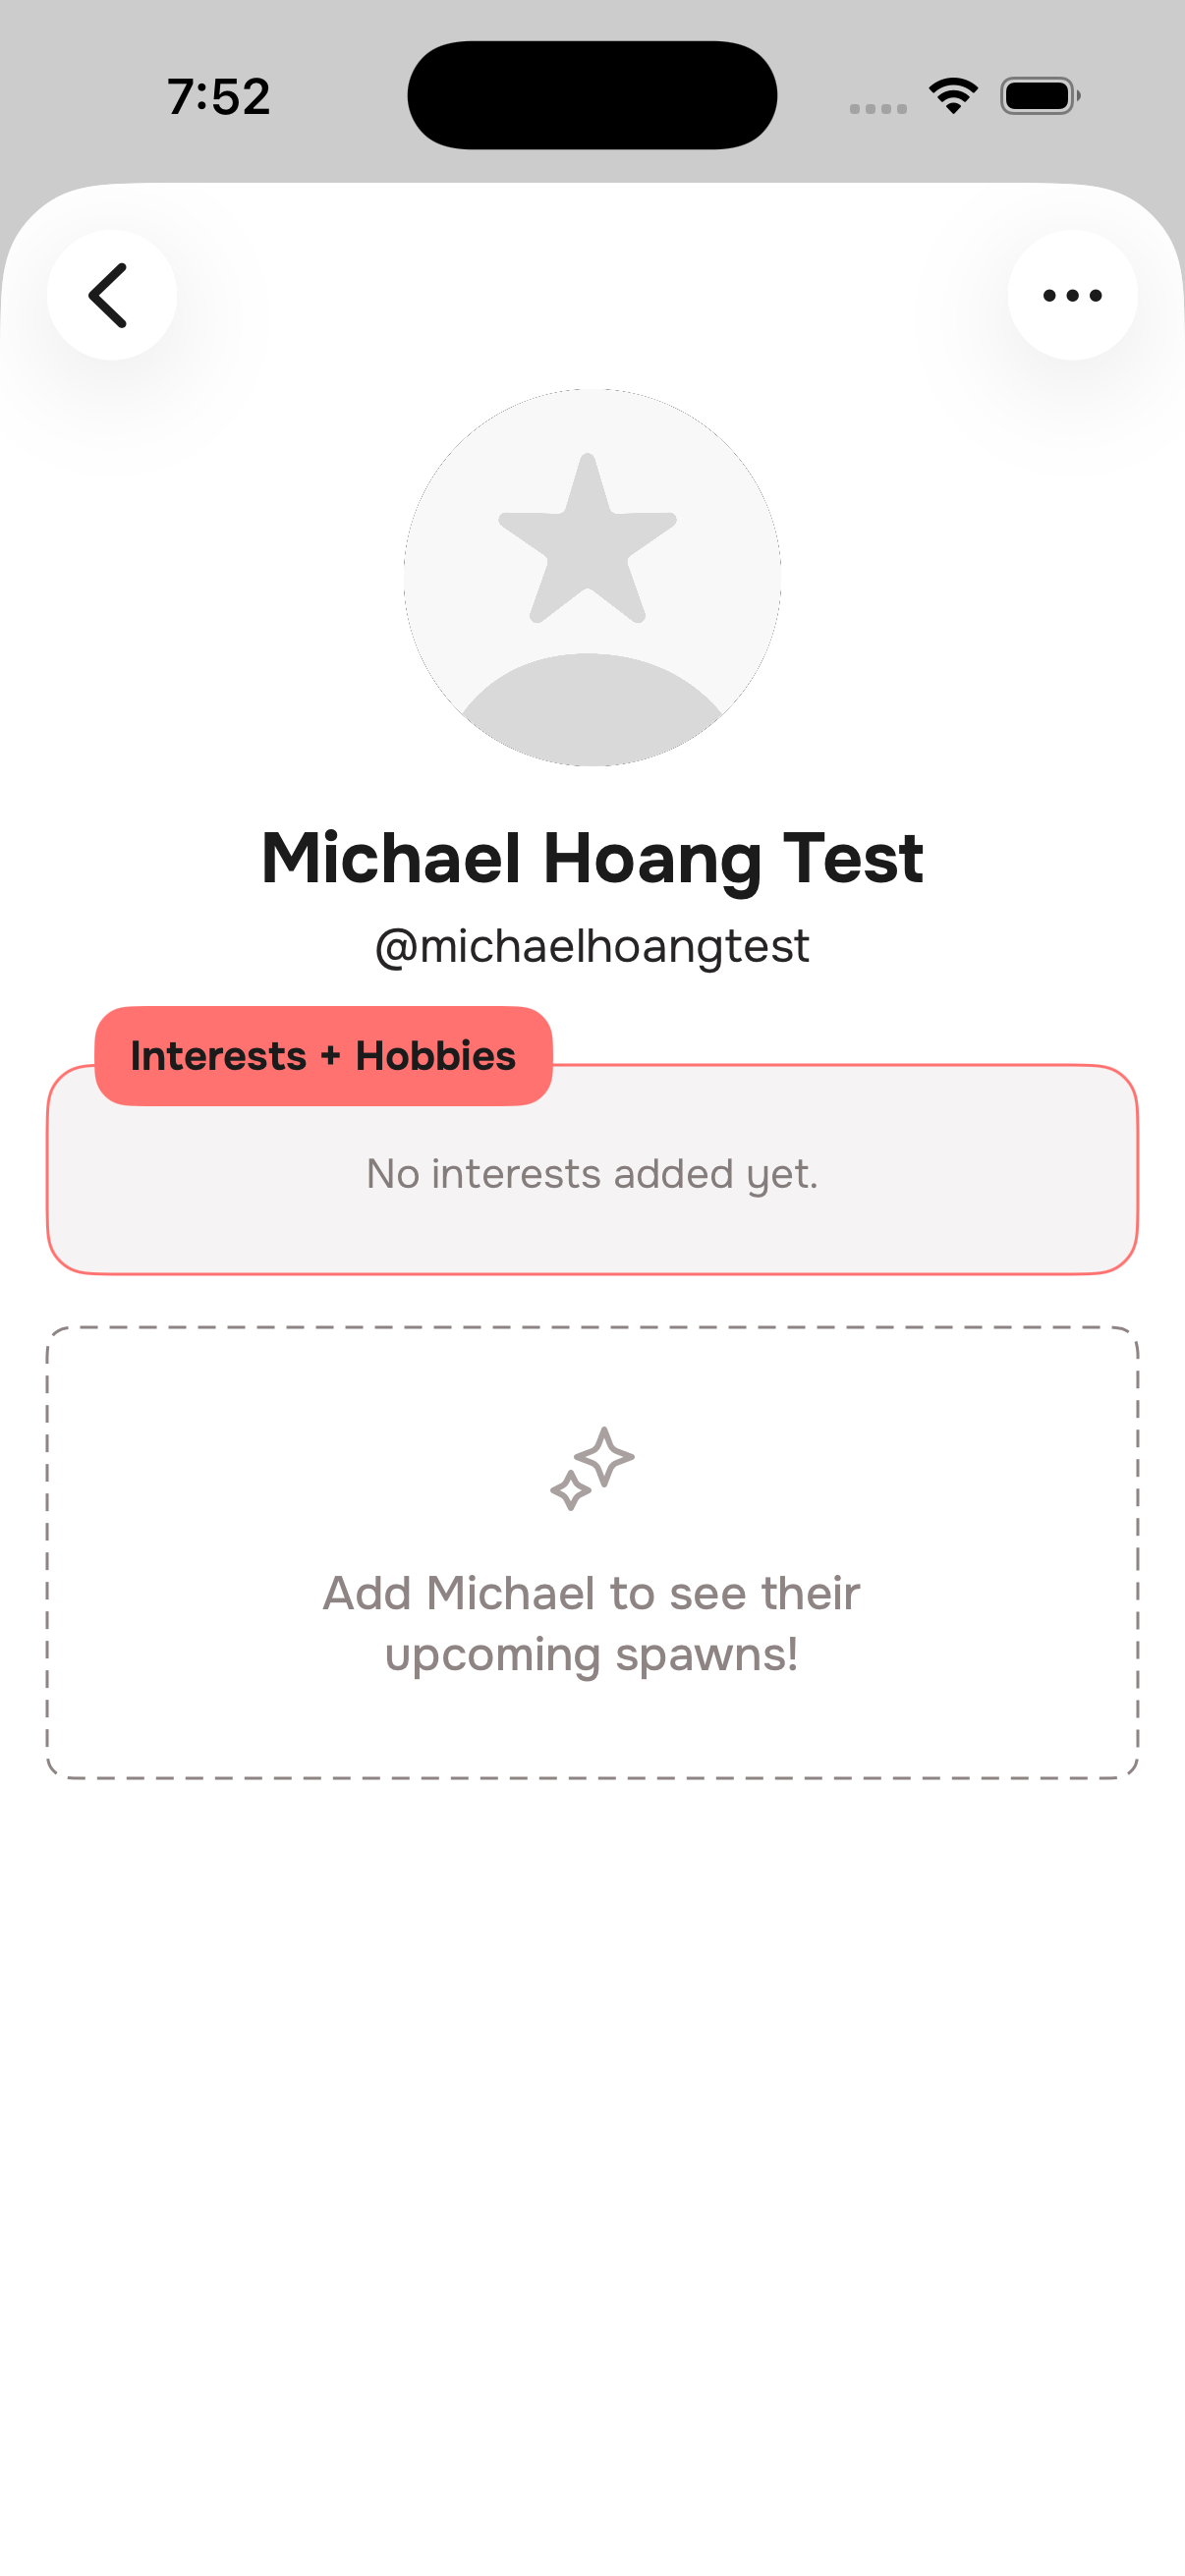 7:52
Michael Hoang Test
@michaelhoangtest
Interests + Hobbies
No interests added yet.
Add Michael to see their
upcoming spawns!